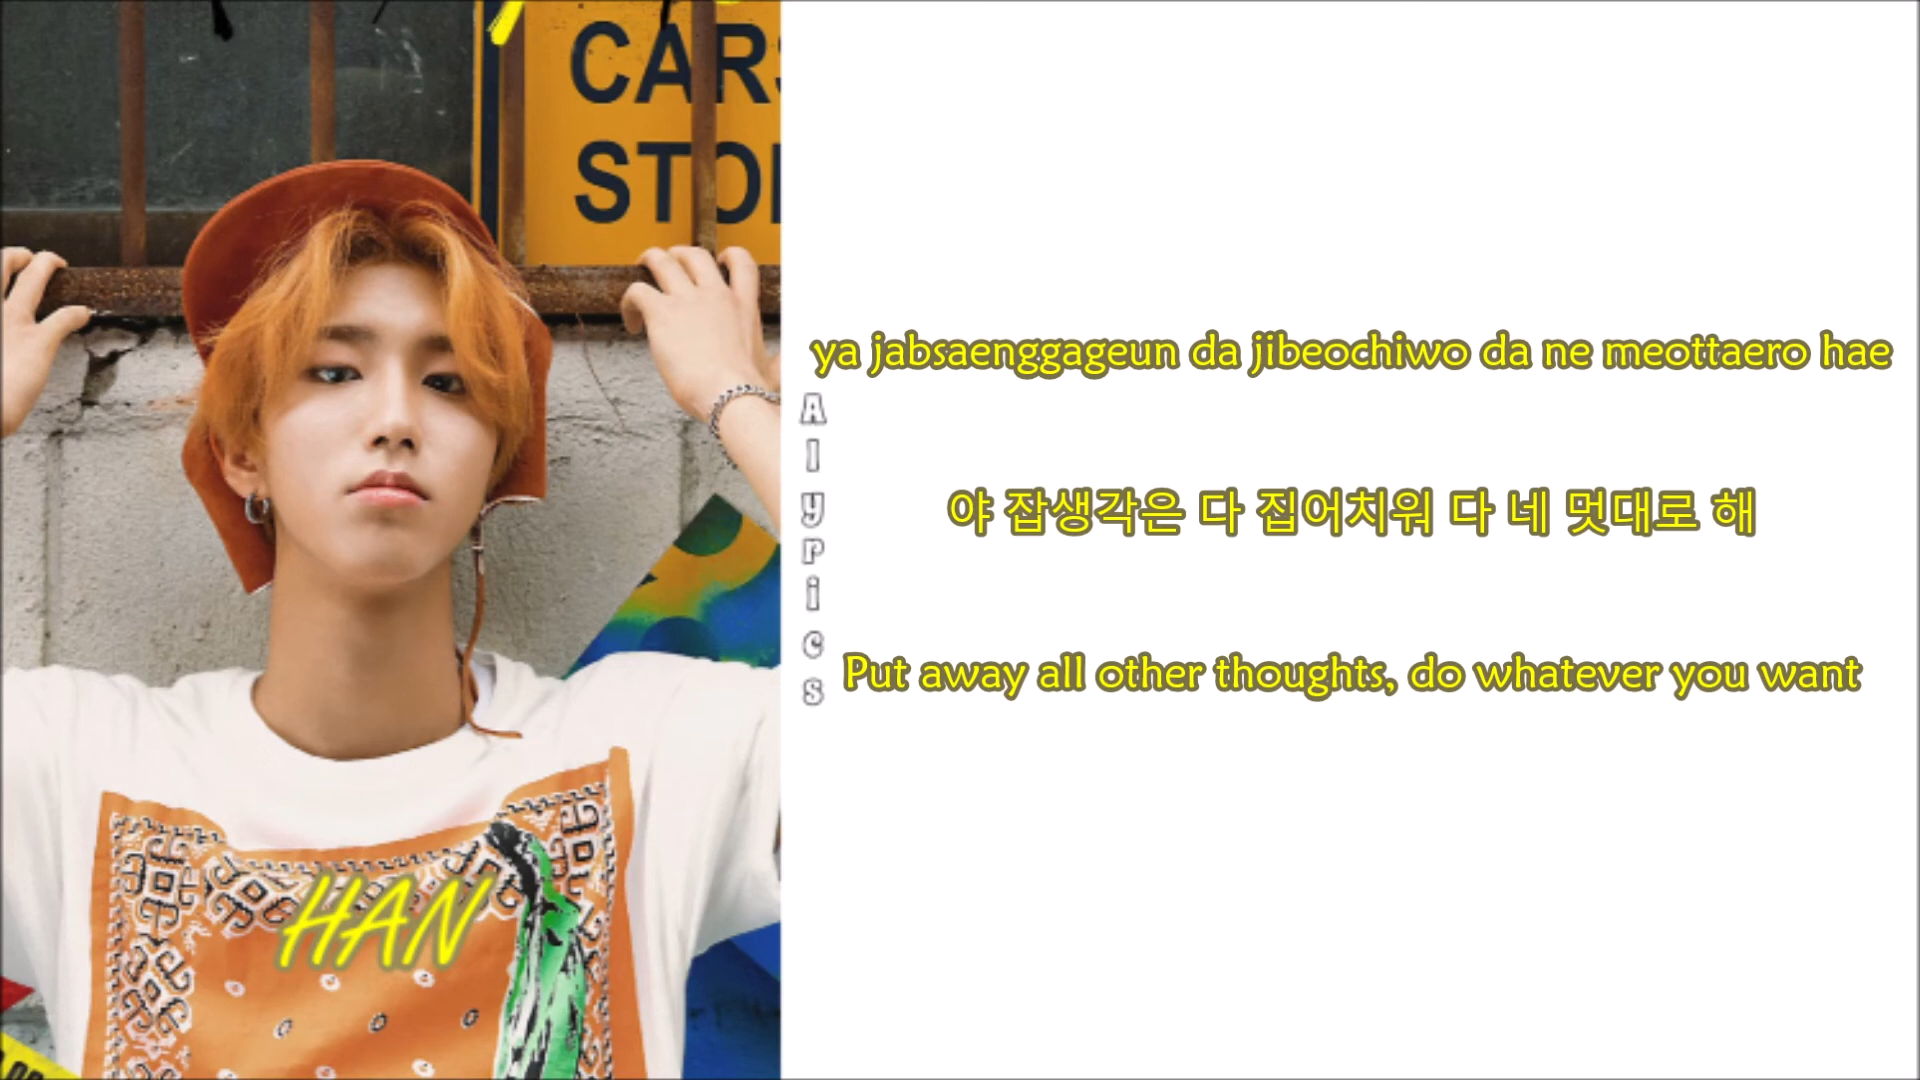 CARS
STO
HAN
ya jabsaenggageun da jibeochiwo da ne meottaero hae
야 잡생각은 다 집어치워 다 네 멋대로 해
Put away all other thoughts, do whatever you want
Alypics